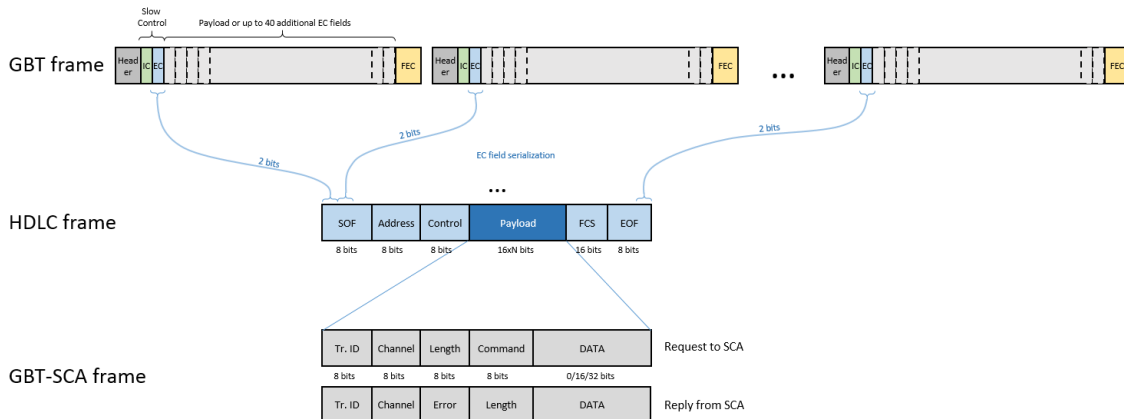 Slow
Control
Payload or up to 40 additional EC fields
GBT frame
Head
er
IC
EC
FEC
Head
er
IC
EC
FEC
...
Head
er
IC
EC
FEC
2 bits
2 bits
2 bits
EC field serialization
...
HDLC frame
SOF
Address
Control
Payload
FCS
EOF
8 bits
8 bits
8 bits
16xN bits
16 bits
8 bits
GBT-SCA frame
Tr. ID
Channel
Length
Command
DATA
Request to SCA
8 bits
8 bits
8 bits
8 bits
0/16/32 bits
Tr. ID
Channel
Error
Length
DATA
Reply from SCA